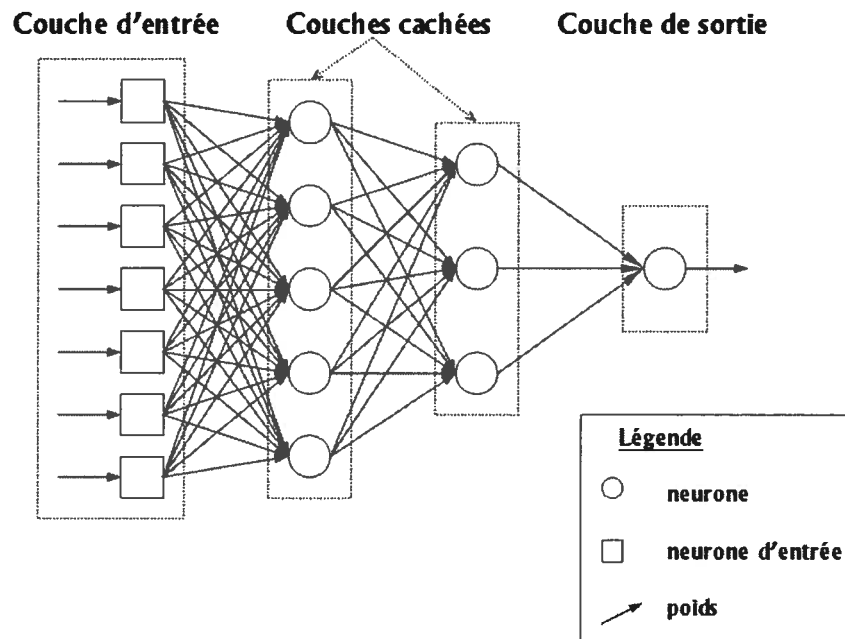 Couche d'entrée
Couches cachées
Couche de sortie
Légende
neurone
neurone d'entrée
poids